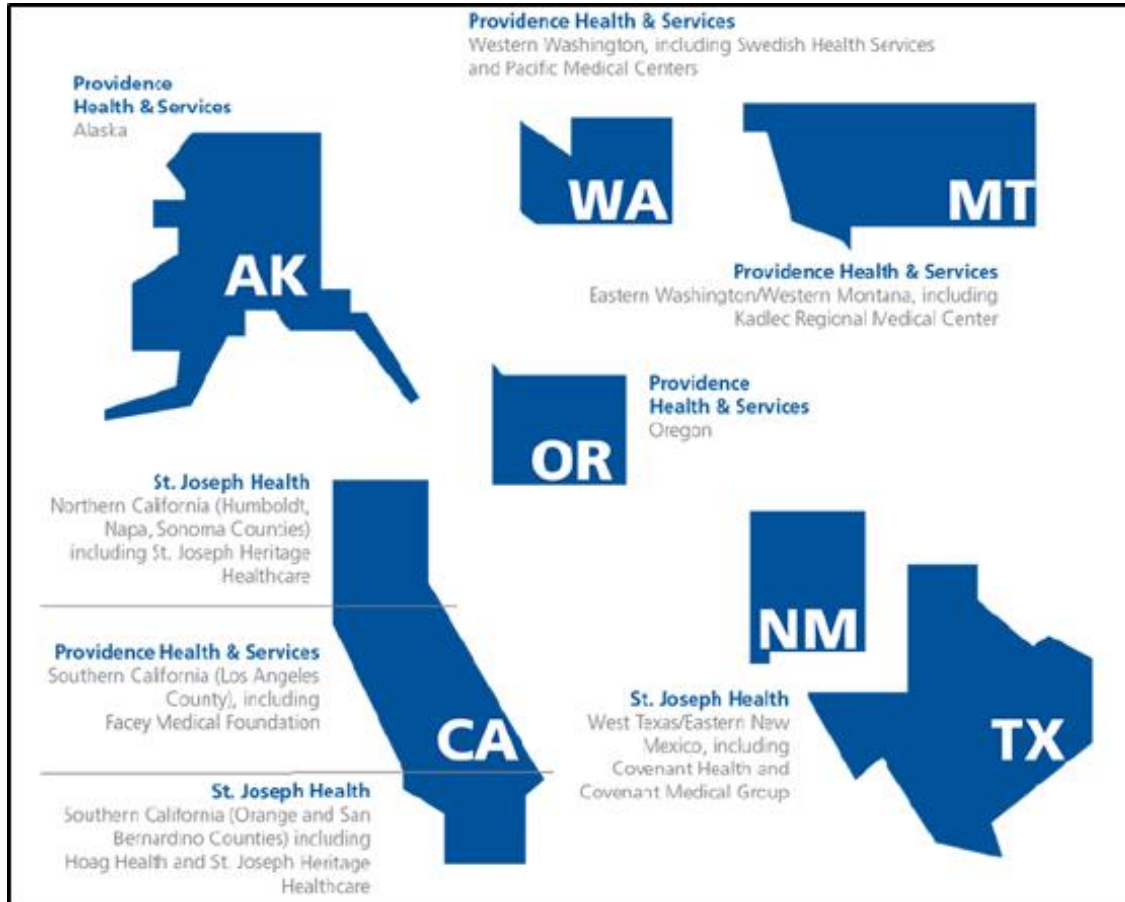 Providence Health & Services
Western Washington, including Swedish Health Services
and Pacific Medical Centers
Providence
Health & Services
Alaska
WA
MT
AK
Providence Health & Services
Eastern Washington/Western Montana, including
Kadlec Regional Medical Center
Providence
Health & Services
Oregon
OR
St. Joseph Health
Northern California (Humboldt,
Napa, Sonoma Counties)
including St. Joseph Heritage
Healthcare
NM
Providence Health & Services
Southern California (Los Angeles
County), including
Facey Medical Foundation
CA
St. Joseph Health
West Texas/Eastern New
Mexico, including
Covenant Health and
Covenant Medical Group
TX
St. Joseph Health
Southern California (Orange and San
Bernardino Counties) including
Hoag Health and St. Joseph Heritage
Healthcare